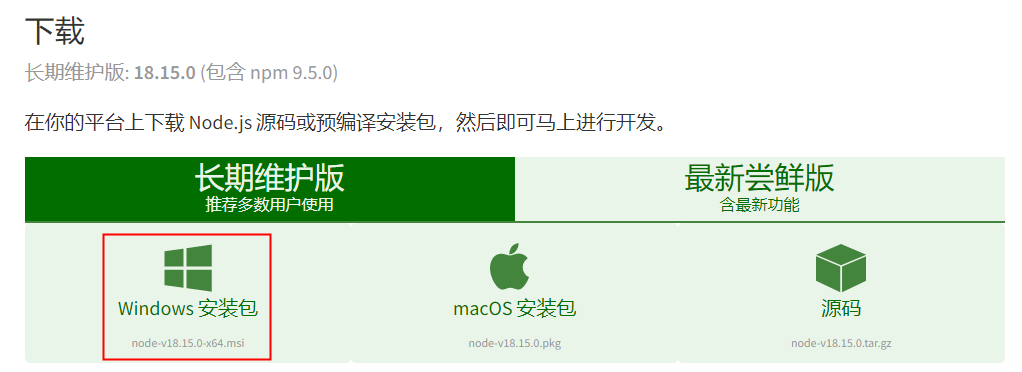 下载
长期维护版: 18.15.0 (包含 npm 9.5.0)
在你的平台上下载 Node.js 源码或预编译安装包，然后即可马上进行开发。
长期维护版
推荐多数用户使用
最新尝鲜版
含最新功能
Windows 安装包
node-v18.15.0-x64.msi
macOS 安装包
node-v18.15.0.pkg
源码
node-v18.15.0.tar.gz